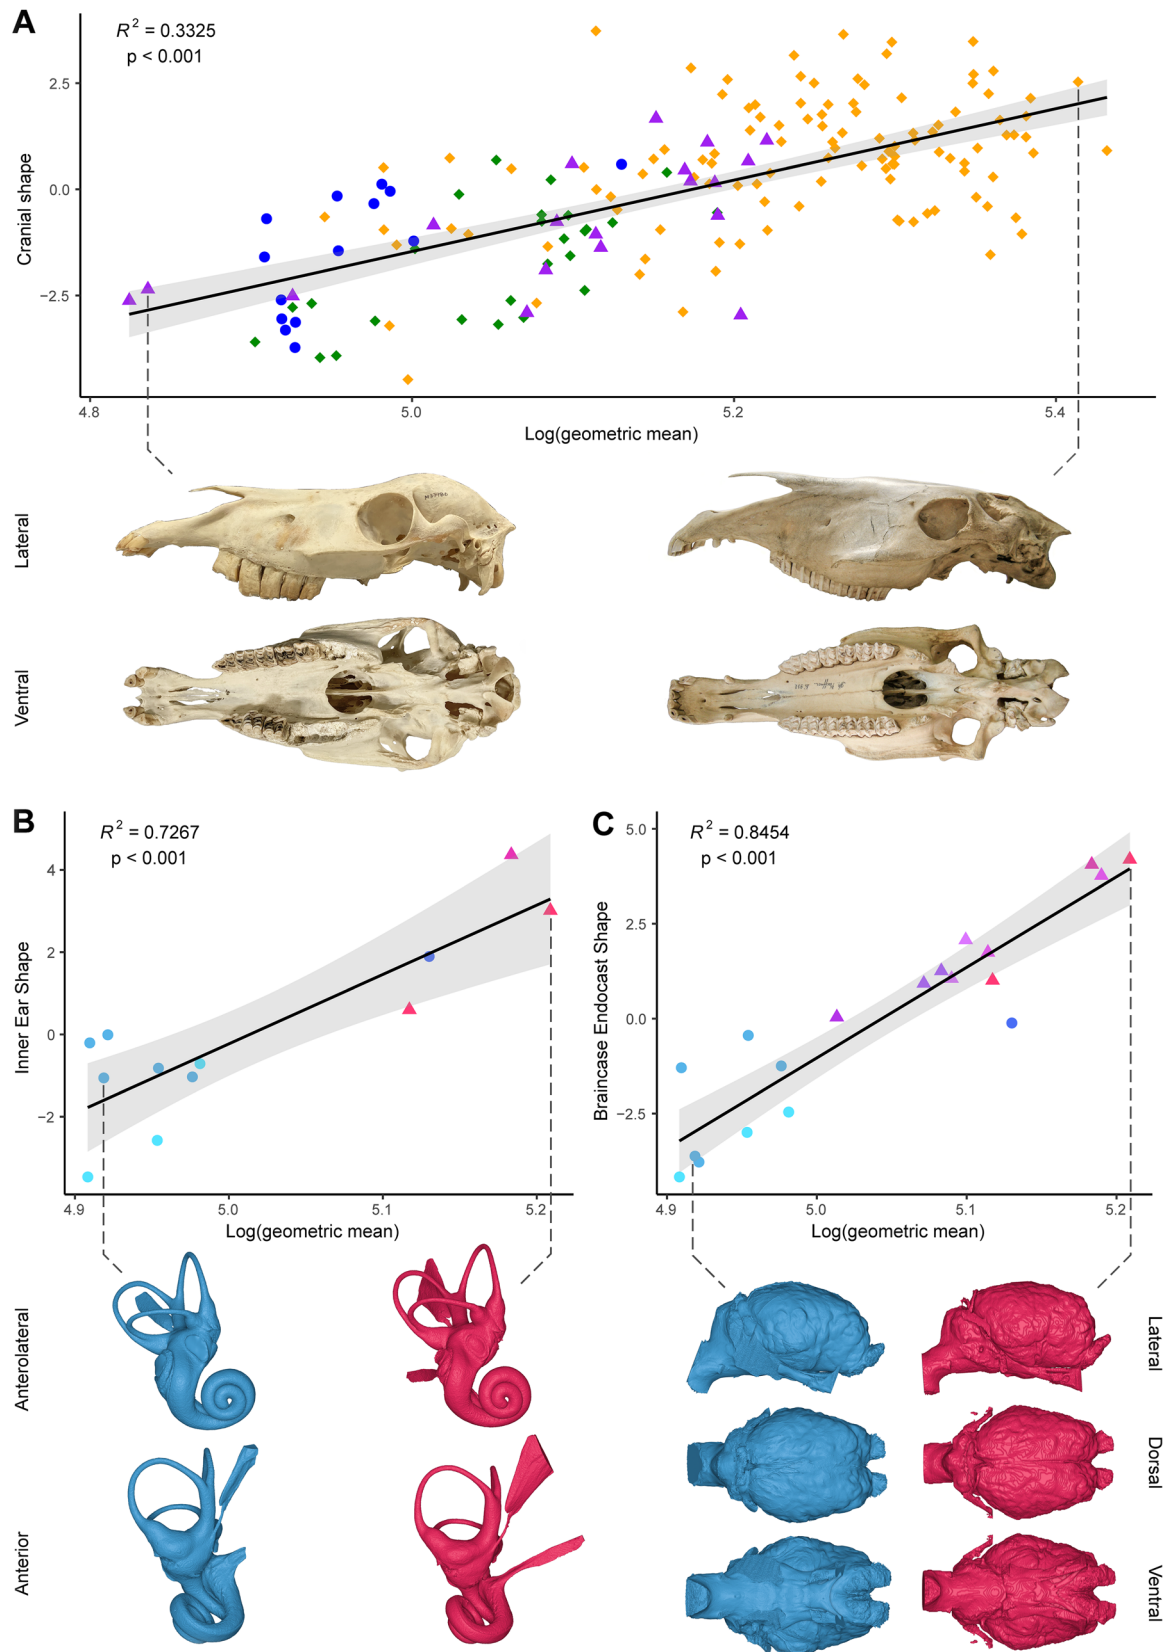 A
R² = 0.3325
p < 0.001
Cranial shape
2.5
0.0
−2.5
4.8
5.0
5.2
5.4
Log(geometric mean)
Lateral
Ventral
B
R² = 0.7267
p < 0.001
Inner Ear Shape
4
2
0
−2
4.9
5.0
5.1
5.2
Log(geometric mean)
Anterolateral
Anterior
C
R² = 0.8454
p < 0.001
Braincase Endocast Shape
5.0
2.5
0.0
−2.5
4.9
5.0
5.1
5.2
Log(geometric mean)
Lateral
Dorsal
Ventral